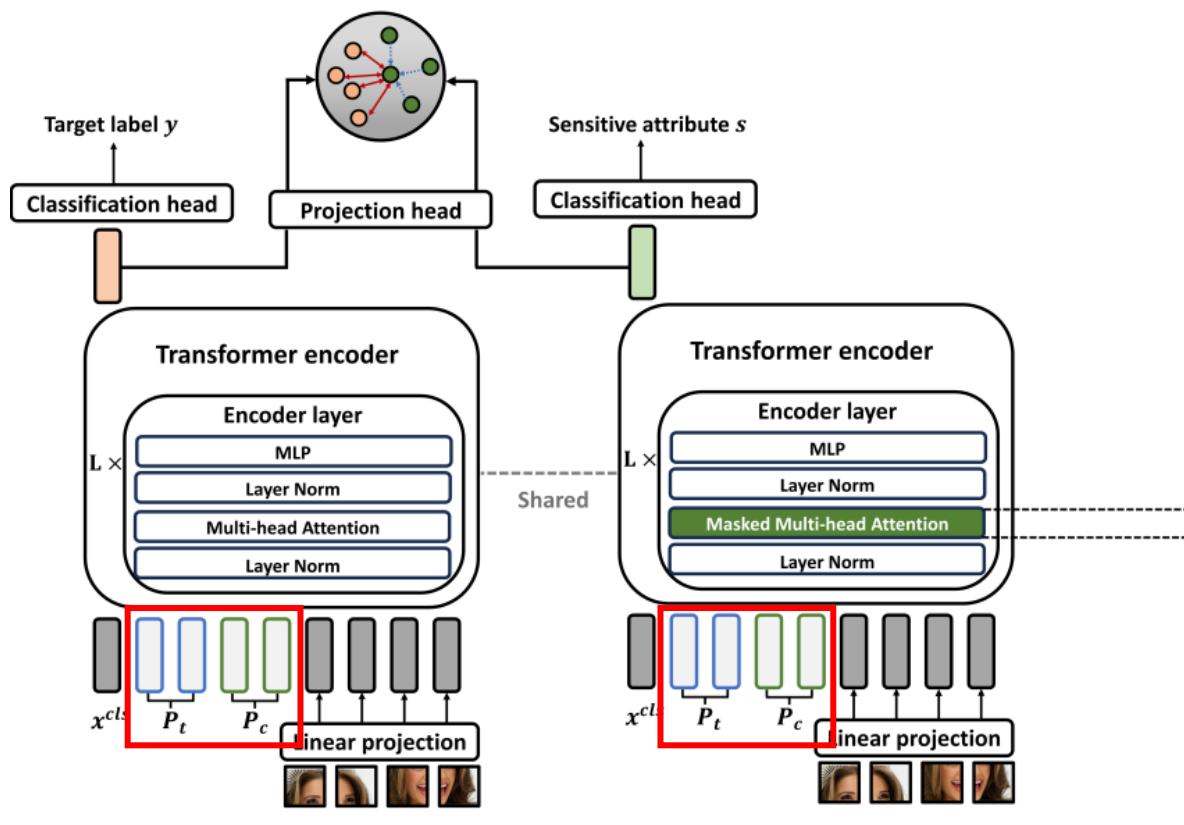 Target label y
Sensitive attribute s
Classification head
Projection head
Classification head
Transformer encoder
Encoder layer
L ×
MLP
Layer Norm
Multi-head Attention
Layer Norm
Shared
Transformer encoder
Encoder layer
L ×
MLP
Layer Norm
Masked Multi-head Attention
Layer Norm
x^cls
P_t
P_c
Linear projection
x^cls
P_t
P_c
Linear projection